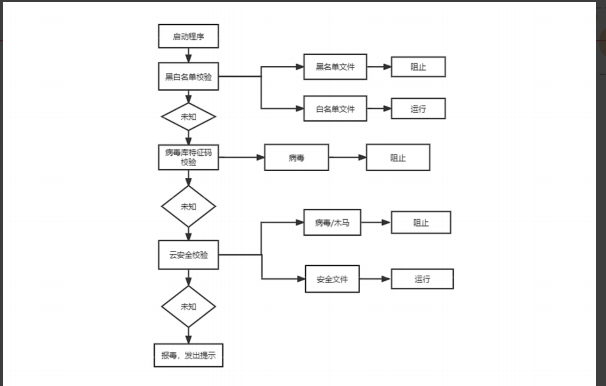 启动程序
黑白名单校验
黑名单文件
阻止
白名单文件
运行
未知
病毒库特征码
校验
病毒
阻止
未知
病毒/木马
阻止
云安全校验
安全文件
运行
未知
报毒，发出提示